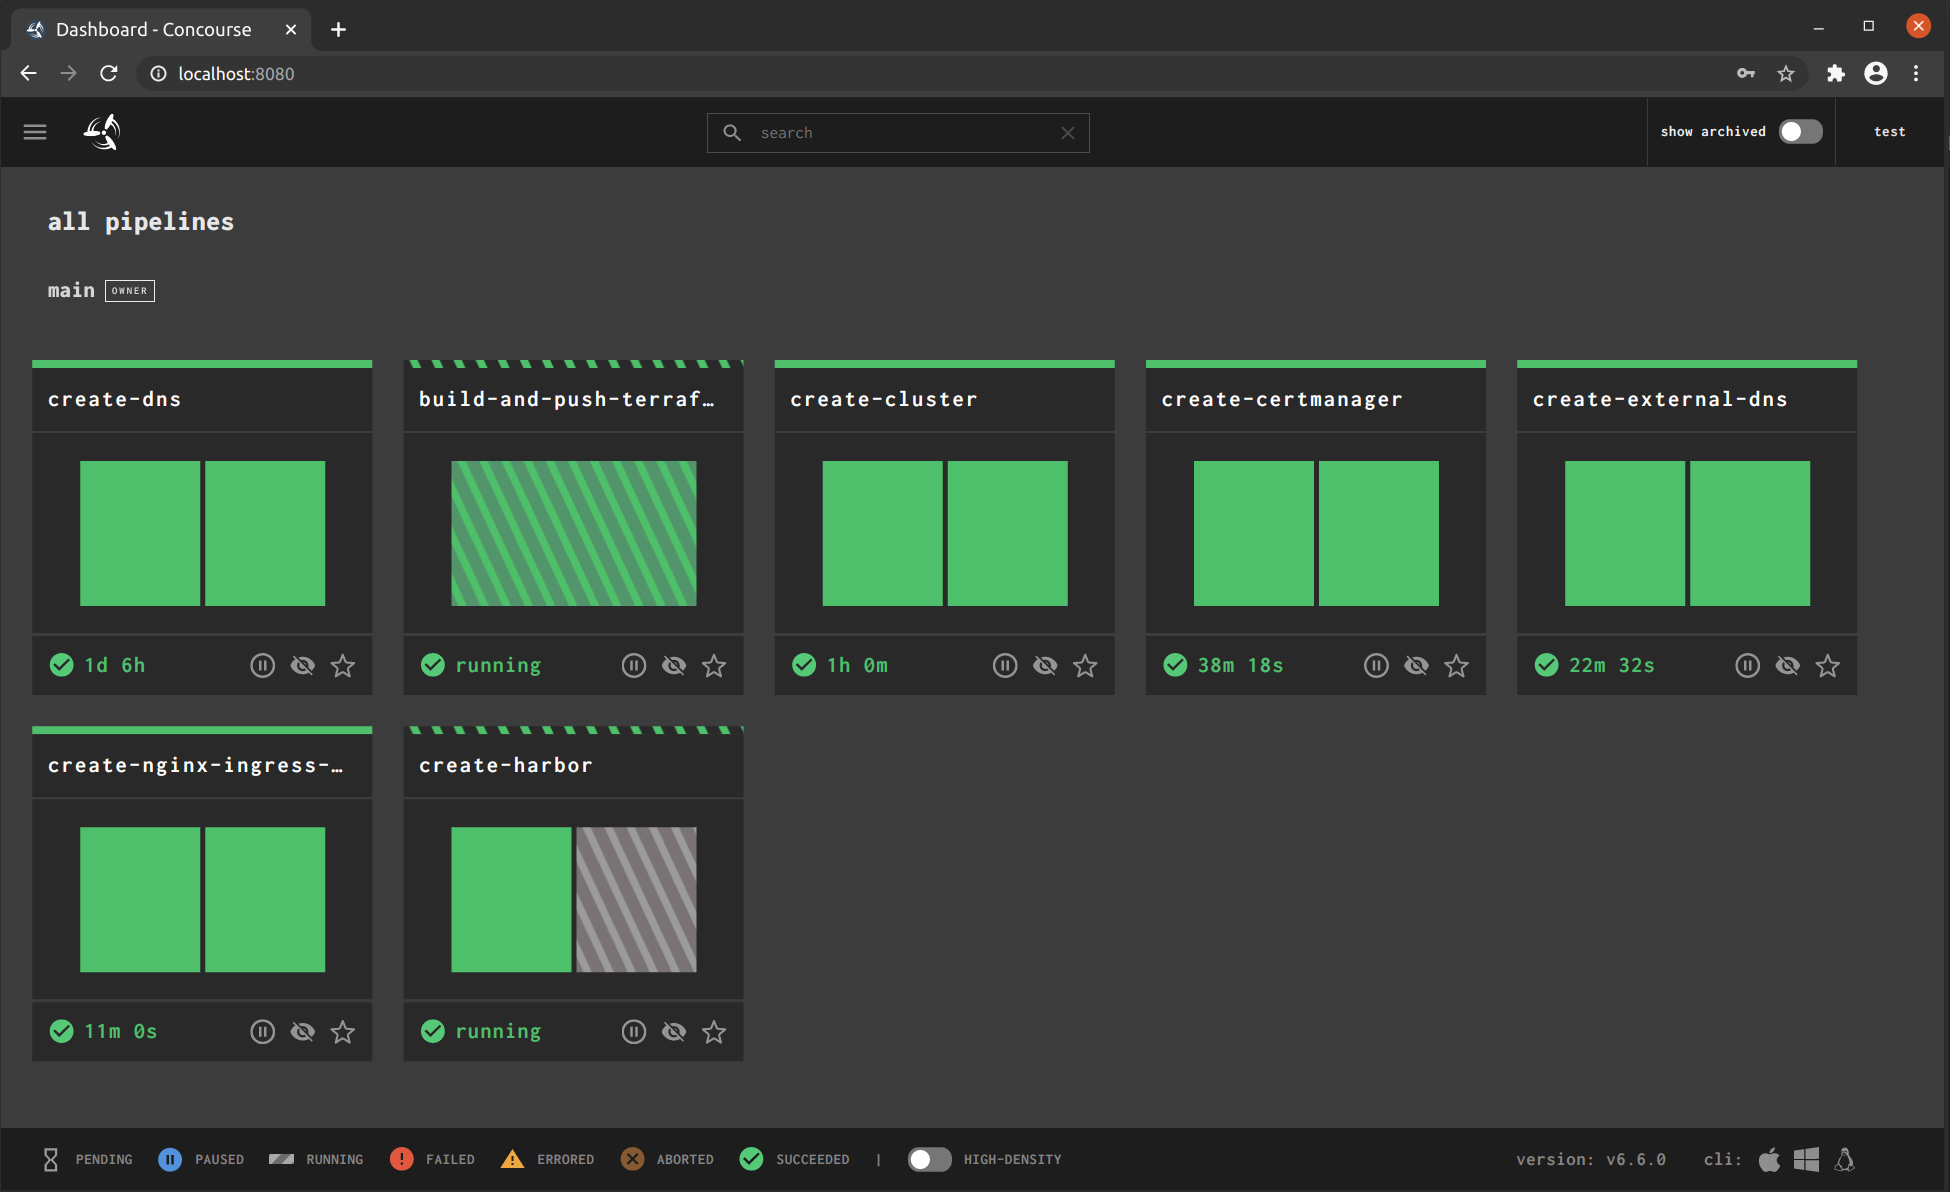 Dashboard - Concourse
localhost:8080
search
show archived
test
all pipelines
main OWNER
create-dns
build-and-push-terraf…
create-cluster
create-certmanager
create-external-dns
1d 6h
running
1h 0m
38m 18s
22m 32s
create-nginx-ingress-…
create-harbor
11m 0s
running
PENDING PAUSED RUNNING FAILED ERRORED ABORTED SUCCEEDED | HIGH-DENSITY version: v6.6.0 cli: